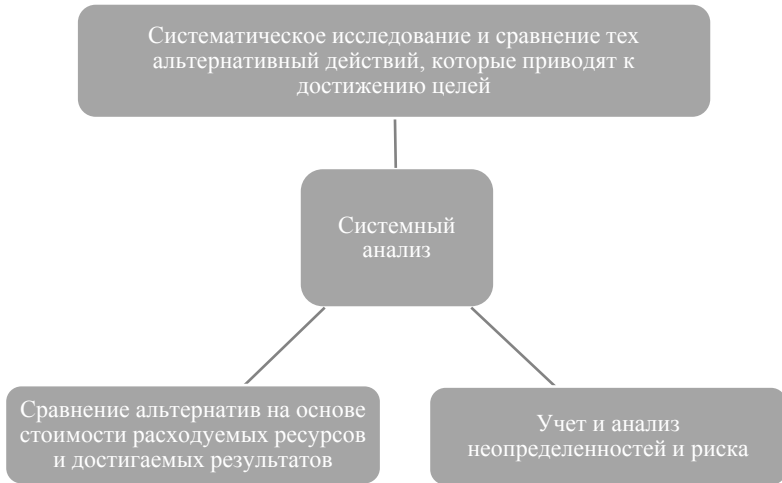 Систематическое исследование и сравнение тех
альтернативный действий, которые приводят к
достижению целей
Системный
анализ
Сравнение альтернатив на основе
стоимости расходуемых ресурсов
и достигаемых результатов
Учет и анализ
неопределенностей и риска